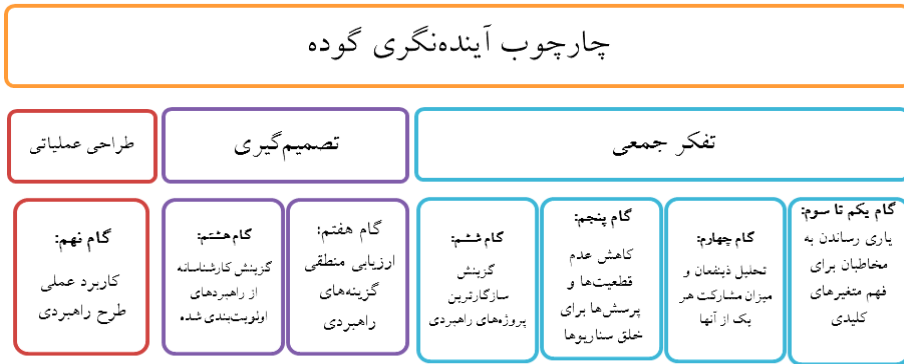 چارچوب آینده‌نگری گوده
تفکر جمعی
تصمیم‌گیری
طراحی عملیاتی
گام یکم تا سوم:
یاری رساندن به
مخاطبان برای
فهم متغیرهای
کلیدی
گام چهارم:
تحلیل ذینفعان و
میزان مشارکت هر
یک از آنها
گام پنجم:
کاهش عدم
قطعیت‌ها و
پرسش‌ها برای
خلق سناریوها
گام ششم:
گزینش
سازگارترین
پروژه‌های راهبردی
گام هفتم:
ارزیابی منطقی
گزینه‌های
راهبردی
گام هشتم:
گزینش کارشناسانه
از راهبردهای
اولویت‌بندی شده
گام نهم:
کاربرد عملی
طرح راهبردی